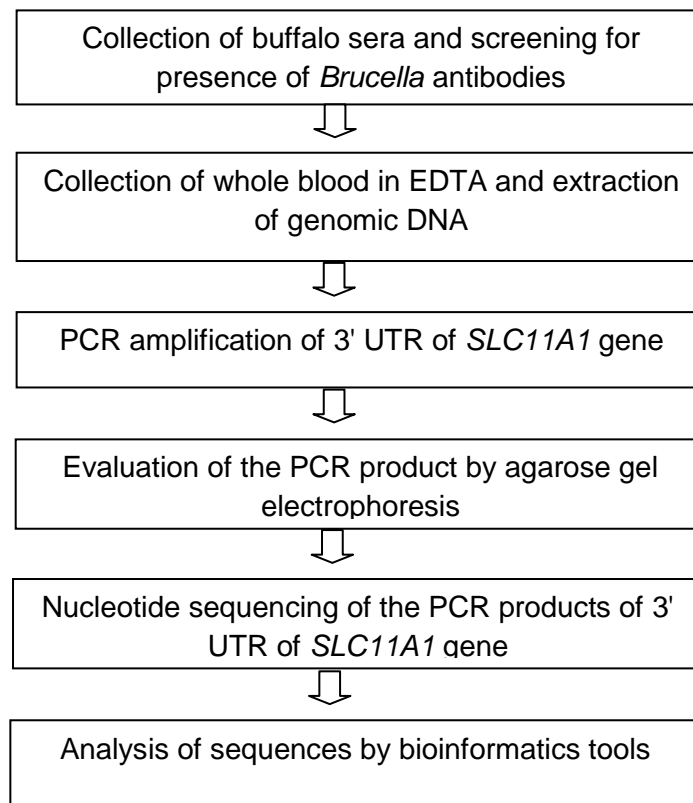 Collection of buffalo sera and screening for
presence of Brucella antibodies
Collection of whole blood in EDTA and extraction
of genomic DNA
PCR amplification of 3' UTR of SLC11A1 gene
Evaluation of the PCR product by agarose gel
electrophoresis
Nucleotide sequencing of the PCR products of 3'
UTR of SLC11A1 gene
Analysis of sequences by bioinformatics tools